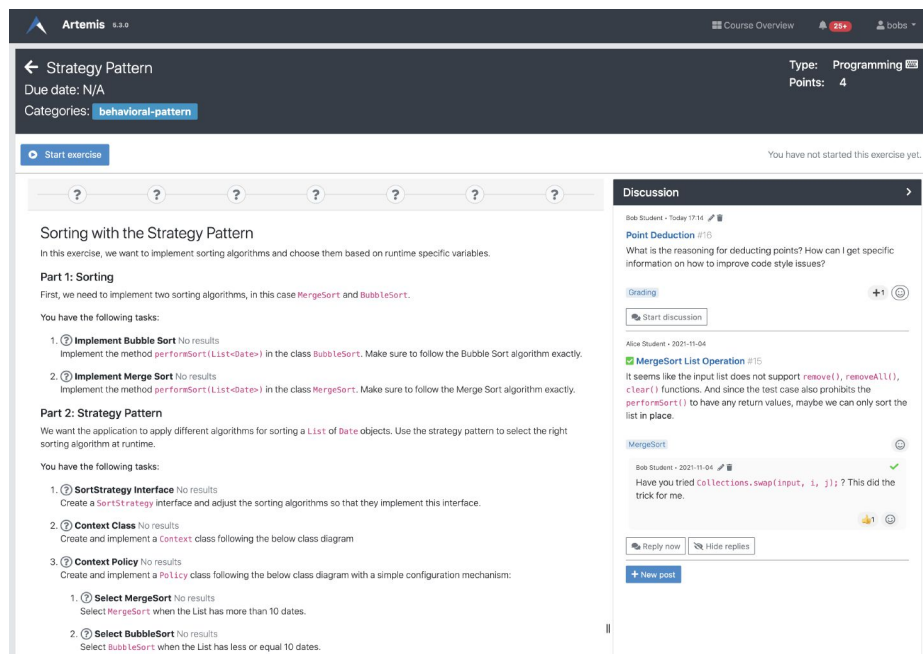 Artemis 5.3.0
Course Overview
25+
bobs
Strategy Pattern
Due date: N/A
Categories: behavioral-pattern
Type: Programming
Points: 4
Start exercise
You have not started this exercise yet.
? ? ? ? ? ? ?
Sorting with the Strategy Pattern
In this exercise, we want to implement sorting algorithms and choose them based on runtime specific variables.
Part 1: Sorting
First, we need to implement two sorting algorithms, in this case MergeSort and BubbleSort.
You have the following tasks:
1. ? Implement Bubble Sort No results
Implement the method performSort(List<Date>) in the class BubbleSort. Make sure to follow the Bubble Sort algorithm exactly.
2. ? Implement Merge Sort No results
Implement the method performSort(List<Date>) in the class MergeSort. Make sure to follow the Merge Sort algorithm exactly.
Part 2: Strategy Pattern
We want the application to apply different algorithms for sorting a List of Date objects. Use the strategy pattern to select the right
sorting algorithm at runtime.
You have the following tasks:
1. ? SortStrategy Interface No results
Create a SortStrategy interface and adjust the sorting algorithms so that they implement this interface.
2. ? Context Class No results
Create and implement a Context class following the below class diagram
3. ? Context Policy No results
Create and implement a Policy class following the below class diagram with a simple configuration mechanism:
1. ? Select MergeSort No results
Select MergeSort when the List has more than 10 dates.
2. ? Select BubbleSort No results
Select BubbleSort when the List has less or equal 10 dates.
Discussion
Bob Student • Today 17:14
Point Deduction #16
What is the reasoning for deducting points? How can I get specific
information on how to improve code style issues?
Grading
+1
Start discussion
Alice Student • 2021-11-04
MergeSort List Operation #15
It seems like the input list does not support remove(), removeAll(),
clear() functions. And since the test case also prohibits the
performSort() to have any return values, maybe we can only sort the
list in place.
MergeSort
Bob Student • 2021-11-04
Have you tried Collections.swap(input, i, j); ? This did the
trick for me.
1
Reply now
Hide replies
+ New post